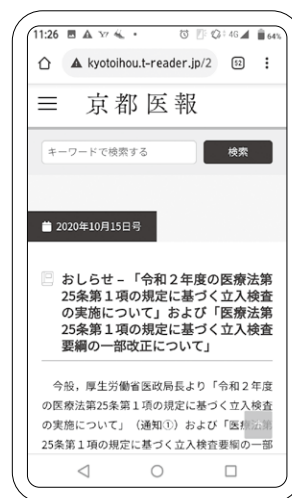 11:26 4G 64%
kyotoihou.t-reader.jp/2 52
京都医報
キーワードで検索する 検索
2020年10月15日号
おしらせ – 「令和２年度の医療法第
25条第１項の規定に基づく立入検査
の実施について」および「医療法第
25条第１項の規定に基づく立入検査
要綱の一部改正について」
今般，厚生労働省医政局長より「令和２年度
の医療法第25条第１項の規定に基づく立入検査
の実施について」（通知①）および「医療法第
25条第１項の規定に基づく立入検査要綱の一部